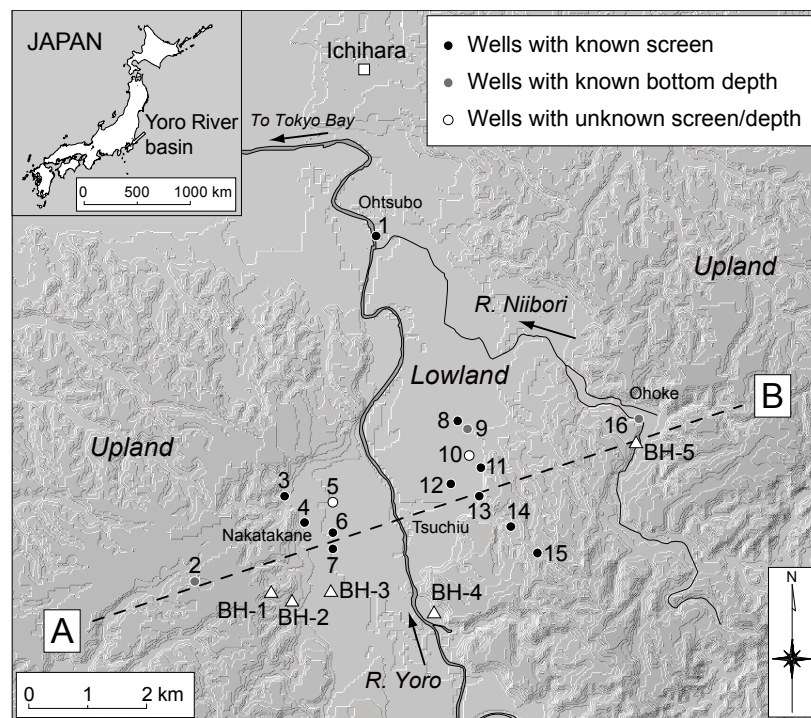 JAPAN
Yoro River
basin
0 500 1000 km
Ichihara
Wells with known screen
Wells with known bottom depth
Wells with unknown screen/depth
To Tokyo Bay
Ohtsubo
1
Upland
R. Niibori
Lowland
Ohoke
B
8
9
16
BH-5
Upland
10
11
3
5
12
13
4
6
14
Nakatakane
Tsuchiu
7
15
2
BH-1
BH-2
BH-3
BH-4
A
R. Yoro
N
0 1 2 km